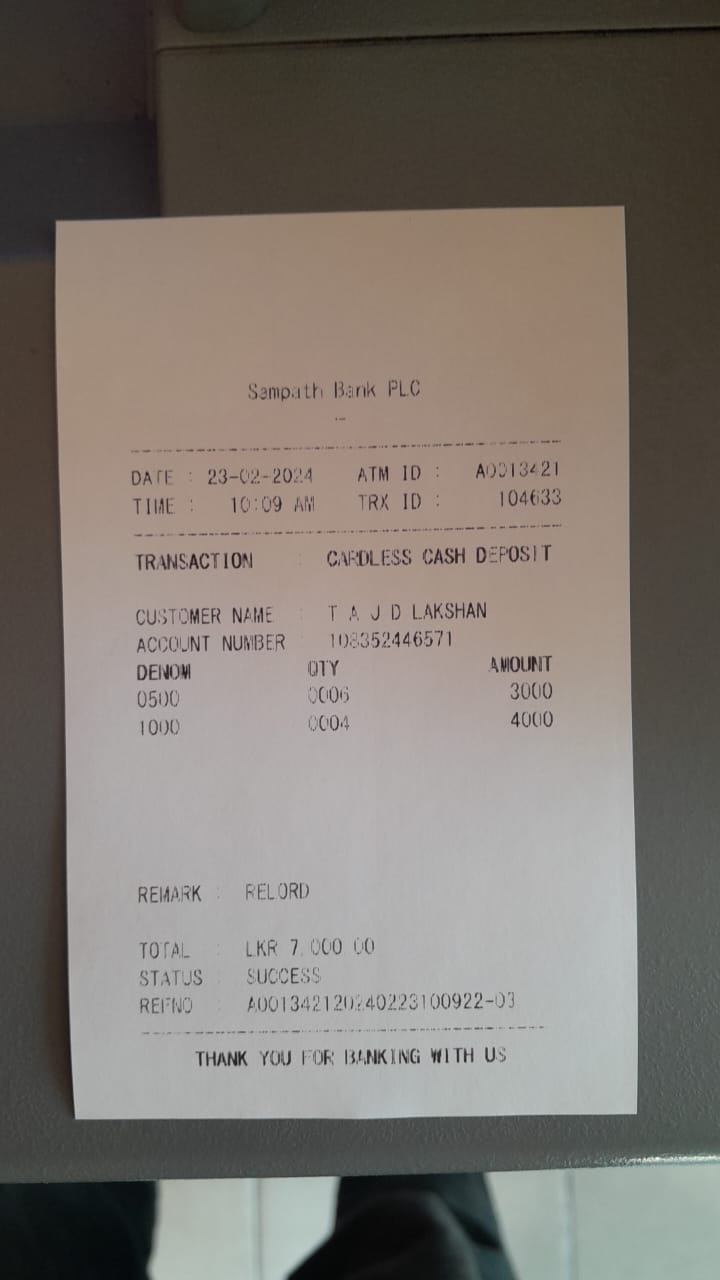 Sampath Bank PLC
--
DATE : 23-02-2024 ATM ID : A0013421
TIME : 10:09 AM TRX ID : 104633
TRANSACTION : CARDLESS CASH DEPOSIT
CUSTOMER NAME : T A J D LAKSHAN
ACCOUNT NUMBER : 108352446571
DENOM QTY AMOUNT
0500 0006 3000
1000 0004 4000
REMARK : RELORD
TOTAL : LKR 7,000.00
STATUS : SUCCESS
REFNO : A001342120240223100922-03
THANK YOU FOR BANKING WITH US